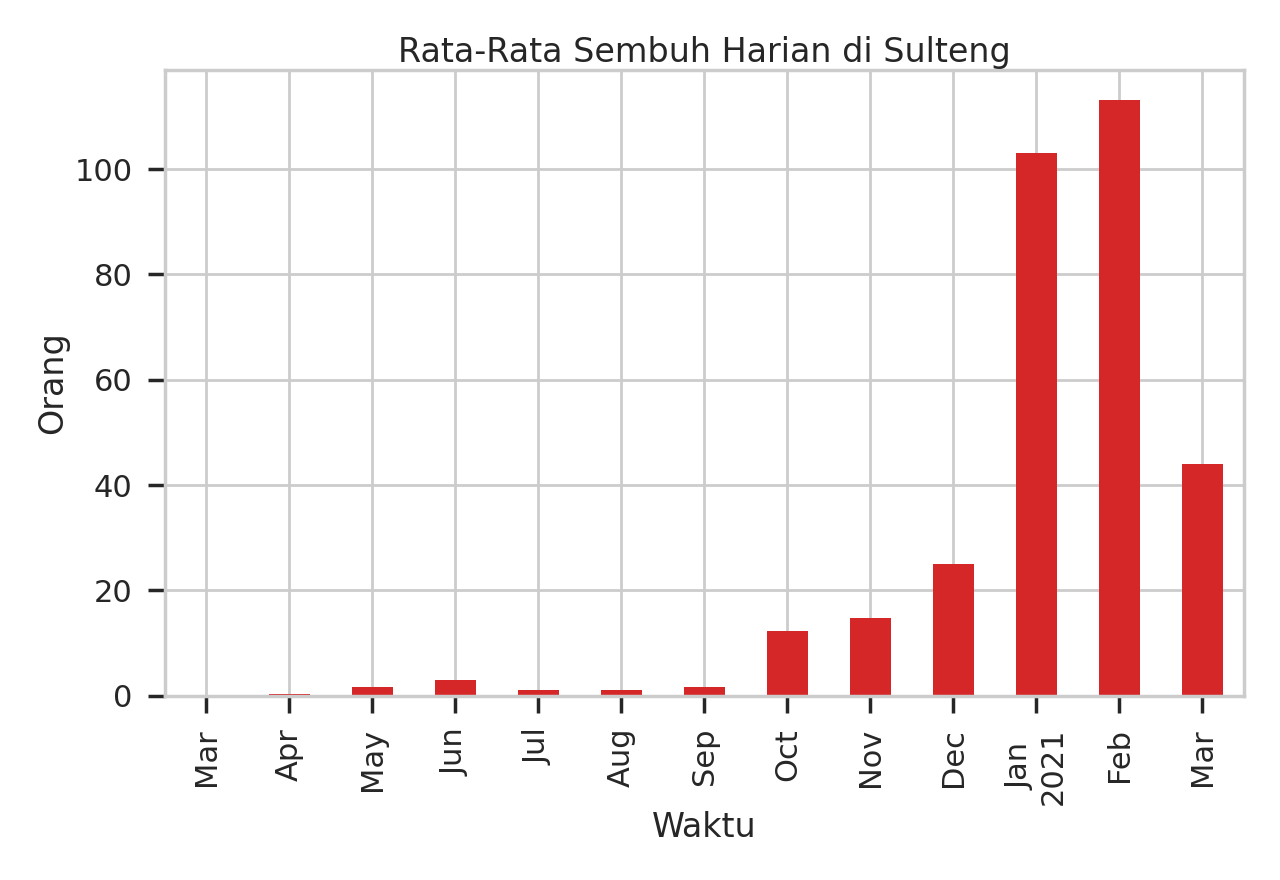 Rata-Rata Sembuh Harian di Sulteng
Orang
100
80
60
40
20
0
Mar
Apr
May
Jun
Jul
Aug
Sep
Oct
Nov
Dec
Jan
2021
Feb
Mar
Waktu